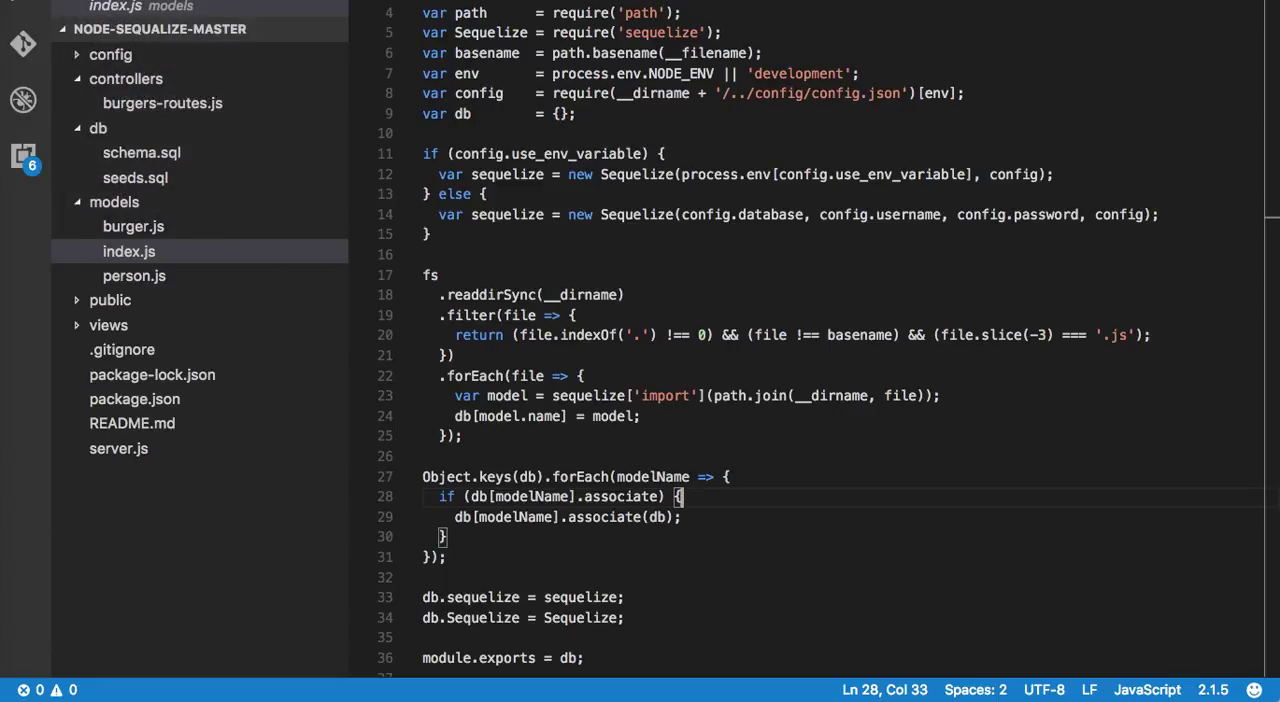 index.js models
NODE-SEQUALIZE-MASTER
config
controllers
burgers-routes.js
db
schema.sql
seeds.sql
6
models
burger.js
index.js
person.js
public
views
.gitignore
package-lock.json
package.json
README.md
server.js
4 var path = require('path');
5 var Sequelize = require('sequelize');
6 var basename = path.basename(__filename);
7 var env = process.env.NODE_ENV || 'development';
8 var config = require(__dirname + '/../config/config.json')[env];
9 var db = {};
10
11 if (config.use_env_variable) {
12 var sequelize = new Sequelize(process.env[config.use_env_variable], config);
13 } else {
14 var sequelize = new Sequelize(config.database, config.username, config.password, config);
15 }
16
17 fs
18 .readdirSync(__dirname)
19 .filter(file => {
20 return (file.indexOf('.') !== 0) && (file !== basename) && (file.slice(-3) === '.js');
21 })
22 .forEach(file => {
23 var model = sequelize['import'](path.join(__dirname, file));
24 db[model.name] = model;
25 });
26
27 Object.keys(db).forEach(modelName => {
28 if (db[modelName].associate) {
29 db[modelName].associate(db);
30 }
31 });
32
33 db.sequelize = sequelize;
34 db.Sequelize = Sequelize;
35
36 module.exports = db;
37
0 0 Ln 28, Col 33 Spaces: 2 UTF-8 LF JavaScript 2.1.5